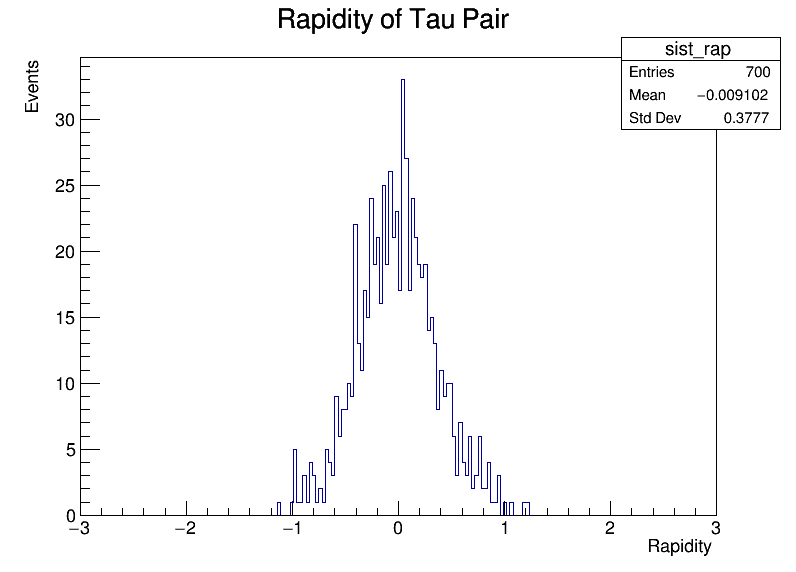 Rapidity of Tau Pair
sist_rap
Entries 700
Mean −0.009102
Std Dev 0.3777
Events
30
25
20
15
10
5
0
−3 −2 −1 0 1 2 3
Rapidity